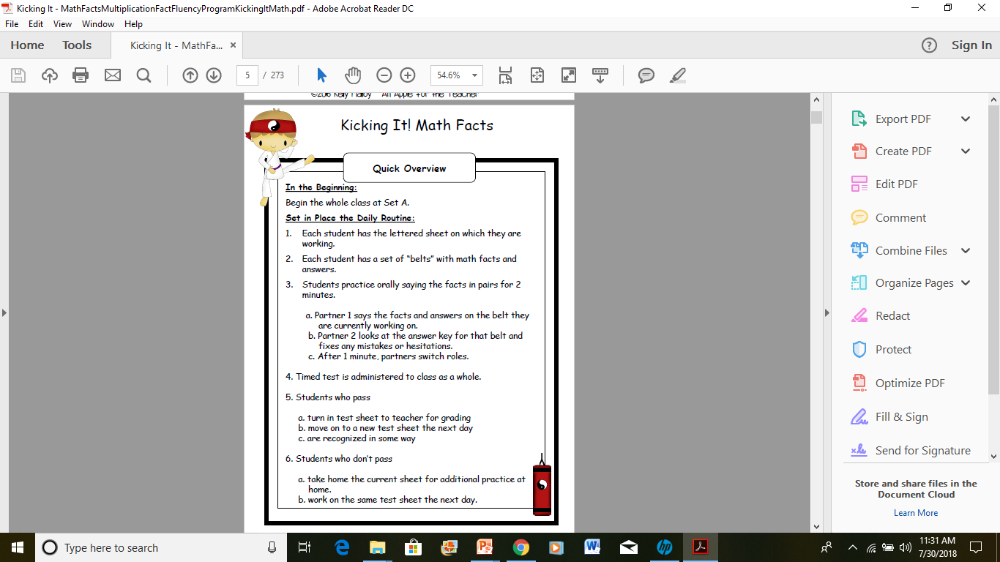 Kicking It - MathFactsMultiplicationFactFluencyProgramKickingItMath.pdf - Adobe Acrobat Reader DC
File Edit View Window Help
Home Tools Kicking It - MathFa... × ? Sign In
5 / 273 54.6%
©2016 Kelly Malloy An Apple for the Teacher
Kicking It! Math Facts
Quick Overview
In the Beginning:
Begin the whole class at Set A.
Set in Place the Daily Routine:
1. Each student has the lettered sheet on which they are
working.
2. Each student has a set of “belts” with math facts and
answers.
3. Students practice orally saying the facts in pairs for 2
minutes.
a. Partner 1 says the facts and answers on the belt they
are currently working on.
b. Partner 2 looks at the answer key for that belt and
fixes any mistakes or hesitations.
c. After 1 minute, partners switch roles.
4. Timed test is administered to class as a whole.
5. Students who pass
a. turn in test sheet to teacher for grading
b. move on to a new test sheet the next day
c. are recognized in some way
6. Students who don’t pass
a. take home the current sheet for additional practice at
home.
b. work on the same test sheet the next day.
Export PDF
Create PDF
Edit PDF
Comment
Combine Files
Organize Pages
Redact
Protect
Optimize PDF
Fill & Sign
Send for Signature
Store and share files in the
Document Cloud
Learn More
Type here to search
11:31 AM
7/30/2018